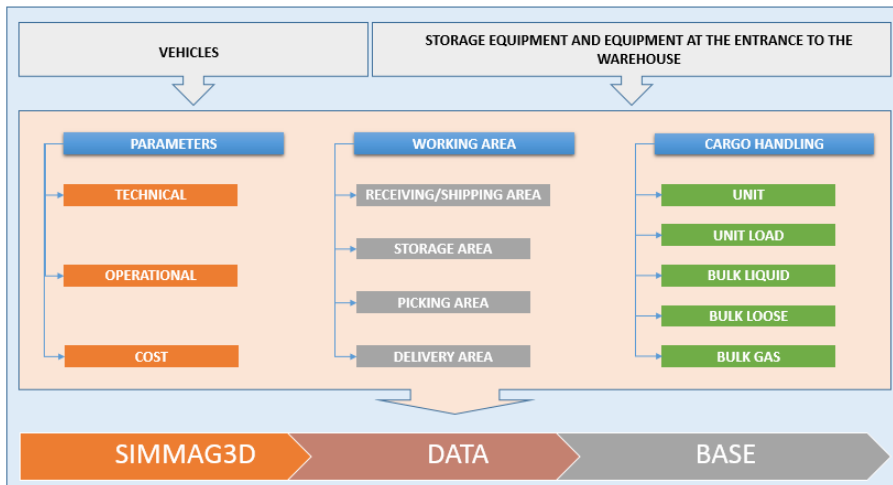 VEHICLES
STORAGE EQUIPMENT AND EQUIPMENT AT THE ENTRANCE TO THE
WAREHOUSE
PARAMETERS
TECHNICAL
OPERATIONAL
COST
WORKING AREA
RECEIVING/SHIPPING AREA
STORAGE AREA
PICKING AREA
DELIVERY AREA
CARGO HANDLING
UNIT
UNIT LOAD
BULK LIQUID
BULK LOOSE
BULK GAS
SIMMAG3D
DATA
BASE